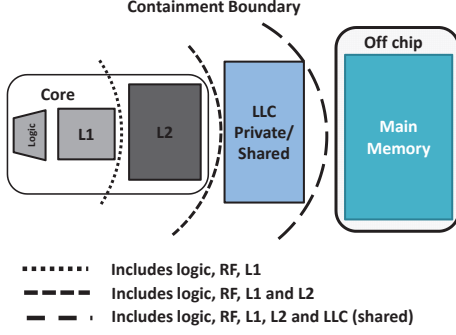 Containment Boundary
Off chip
Core
Logic
L1
L2
LLC
Private/
Shared
Main
Memory
Includes logic, RF, L1
Includes logic, RF, L1 and L2
Includes logic, RF, L1, L2 and LLC (shared)